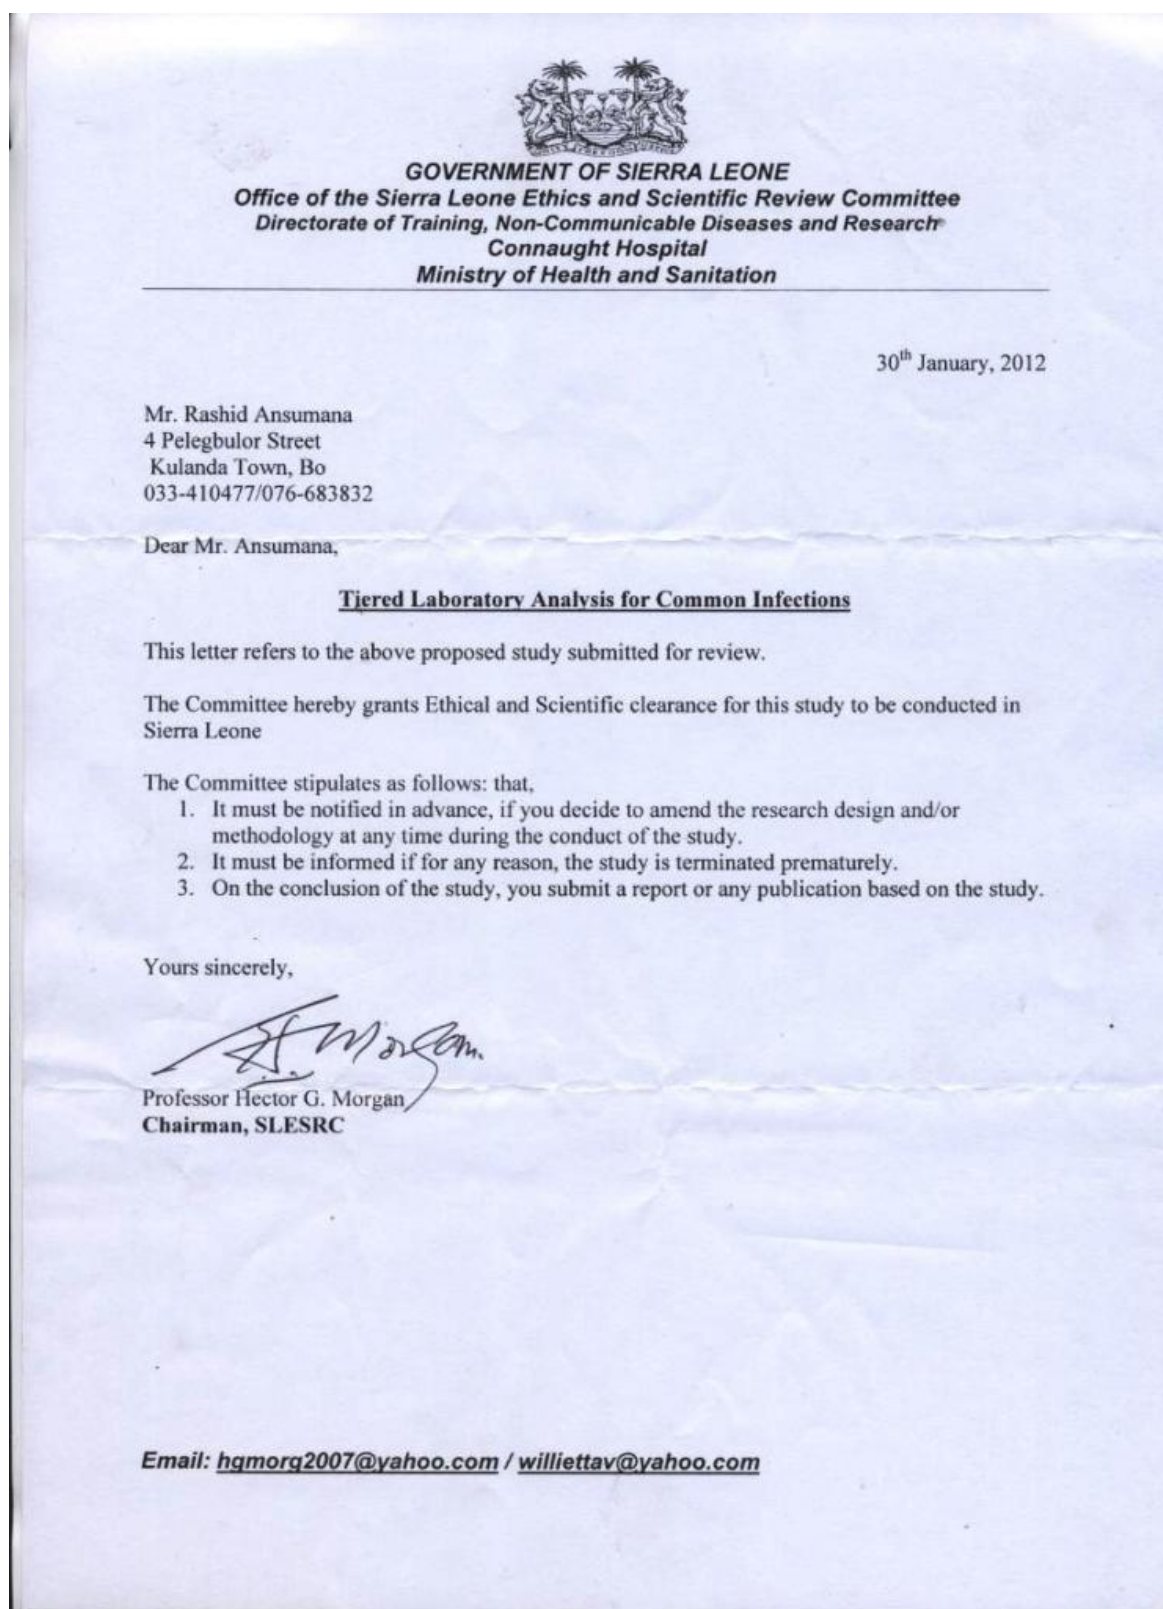 GOVERNMENT OF SIERRA LEONE
Office of the Sierra Leone Ethics and Scientific Review Committee
Directorate of Training, Non-Communicable Diseases and Research
Connaught Hospital
Ministry of Health and Sanitation
30th January, 2012
Mr. Rashid Ansumana
4 Pelegbulor Street
Kulanda Town, Bo
033-410477/076-683832
Dear Mr. Ansumana,
Tiered Laboratory Analysis for Common Infections
This letter refers to the above proposed study submitted for review.
The Committee hereby grants Ethical and Scientific clearance for this study to be conducted in
Sierra Leone
The Committee stipulates as follows: that,
1. It must be notified in advance, if you decide to amend the research design and/or
methodology at any time during the conduct of the study.
2. It must be informed if for any reason, the study is terminated prematurely.
3. On the conclusion of the study, you submit a report or any publication based on the study.
Yours sincerely,
Morgan
Professor Hector G. Morgan
Chairman, SLESRC
Email: hgmorg2007@yahoo.com / williettav@yahoo.com